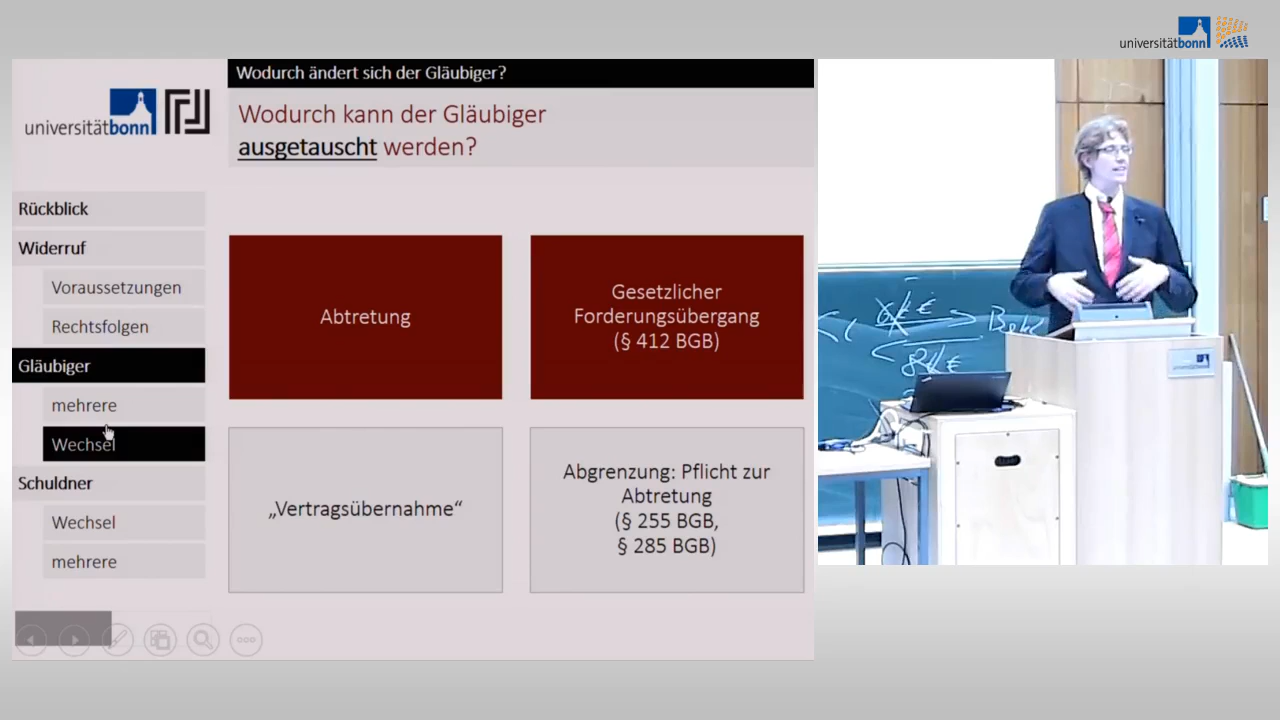 universitätbonn
Wodurch ändert sich der Gläubiger?
universitätbonn
Wodurch kann der Gläubiger
ausgetauscht werden?
Rückblick
Widerruf
Voraussetzungen
Rechtsfolgen
Gläubiger
mehrere
Wechsel
Schuldner
Wechsel
mehrere
Abtretung
Gesetzlicher
Forderungsübergang
(§ 412 BGB)
„Vertragsübernahme“
Abgrenzung: Pflicht zur
Abtretung
(§ 255 BGB,
§ 285 BGB)